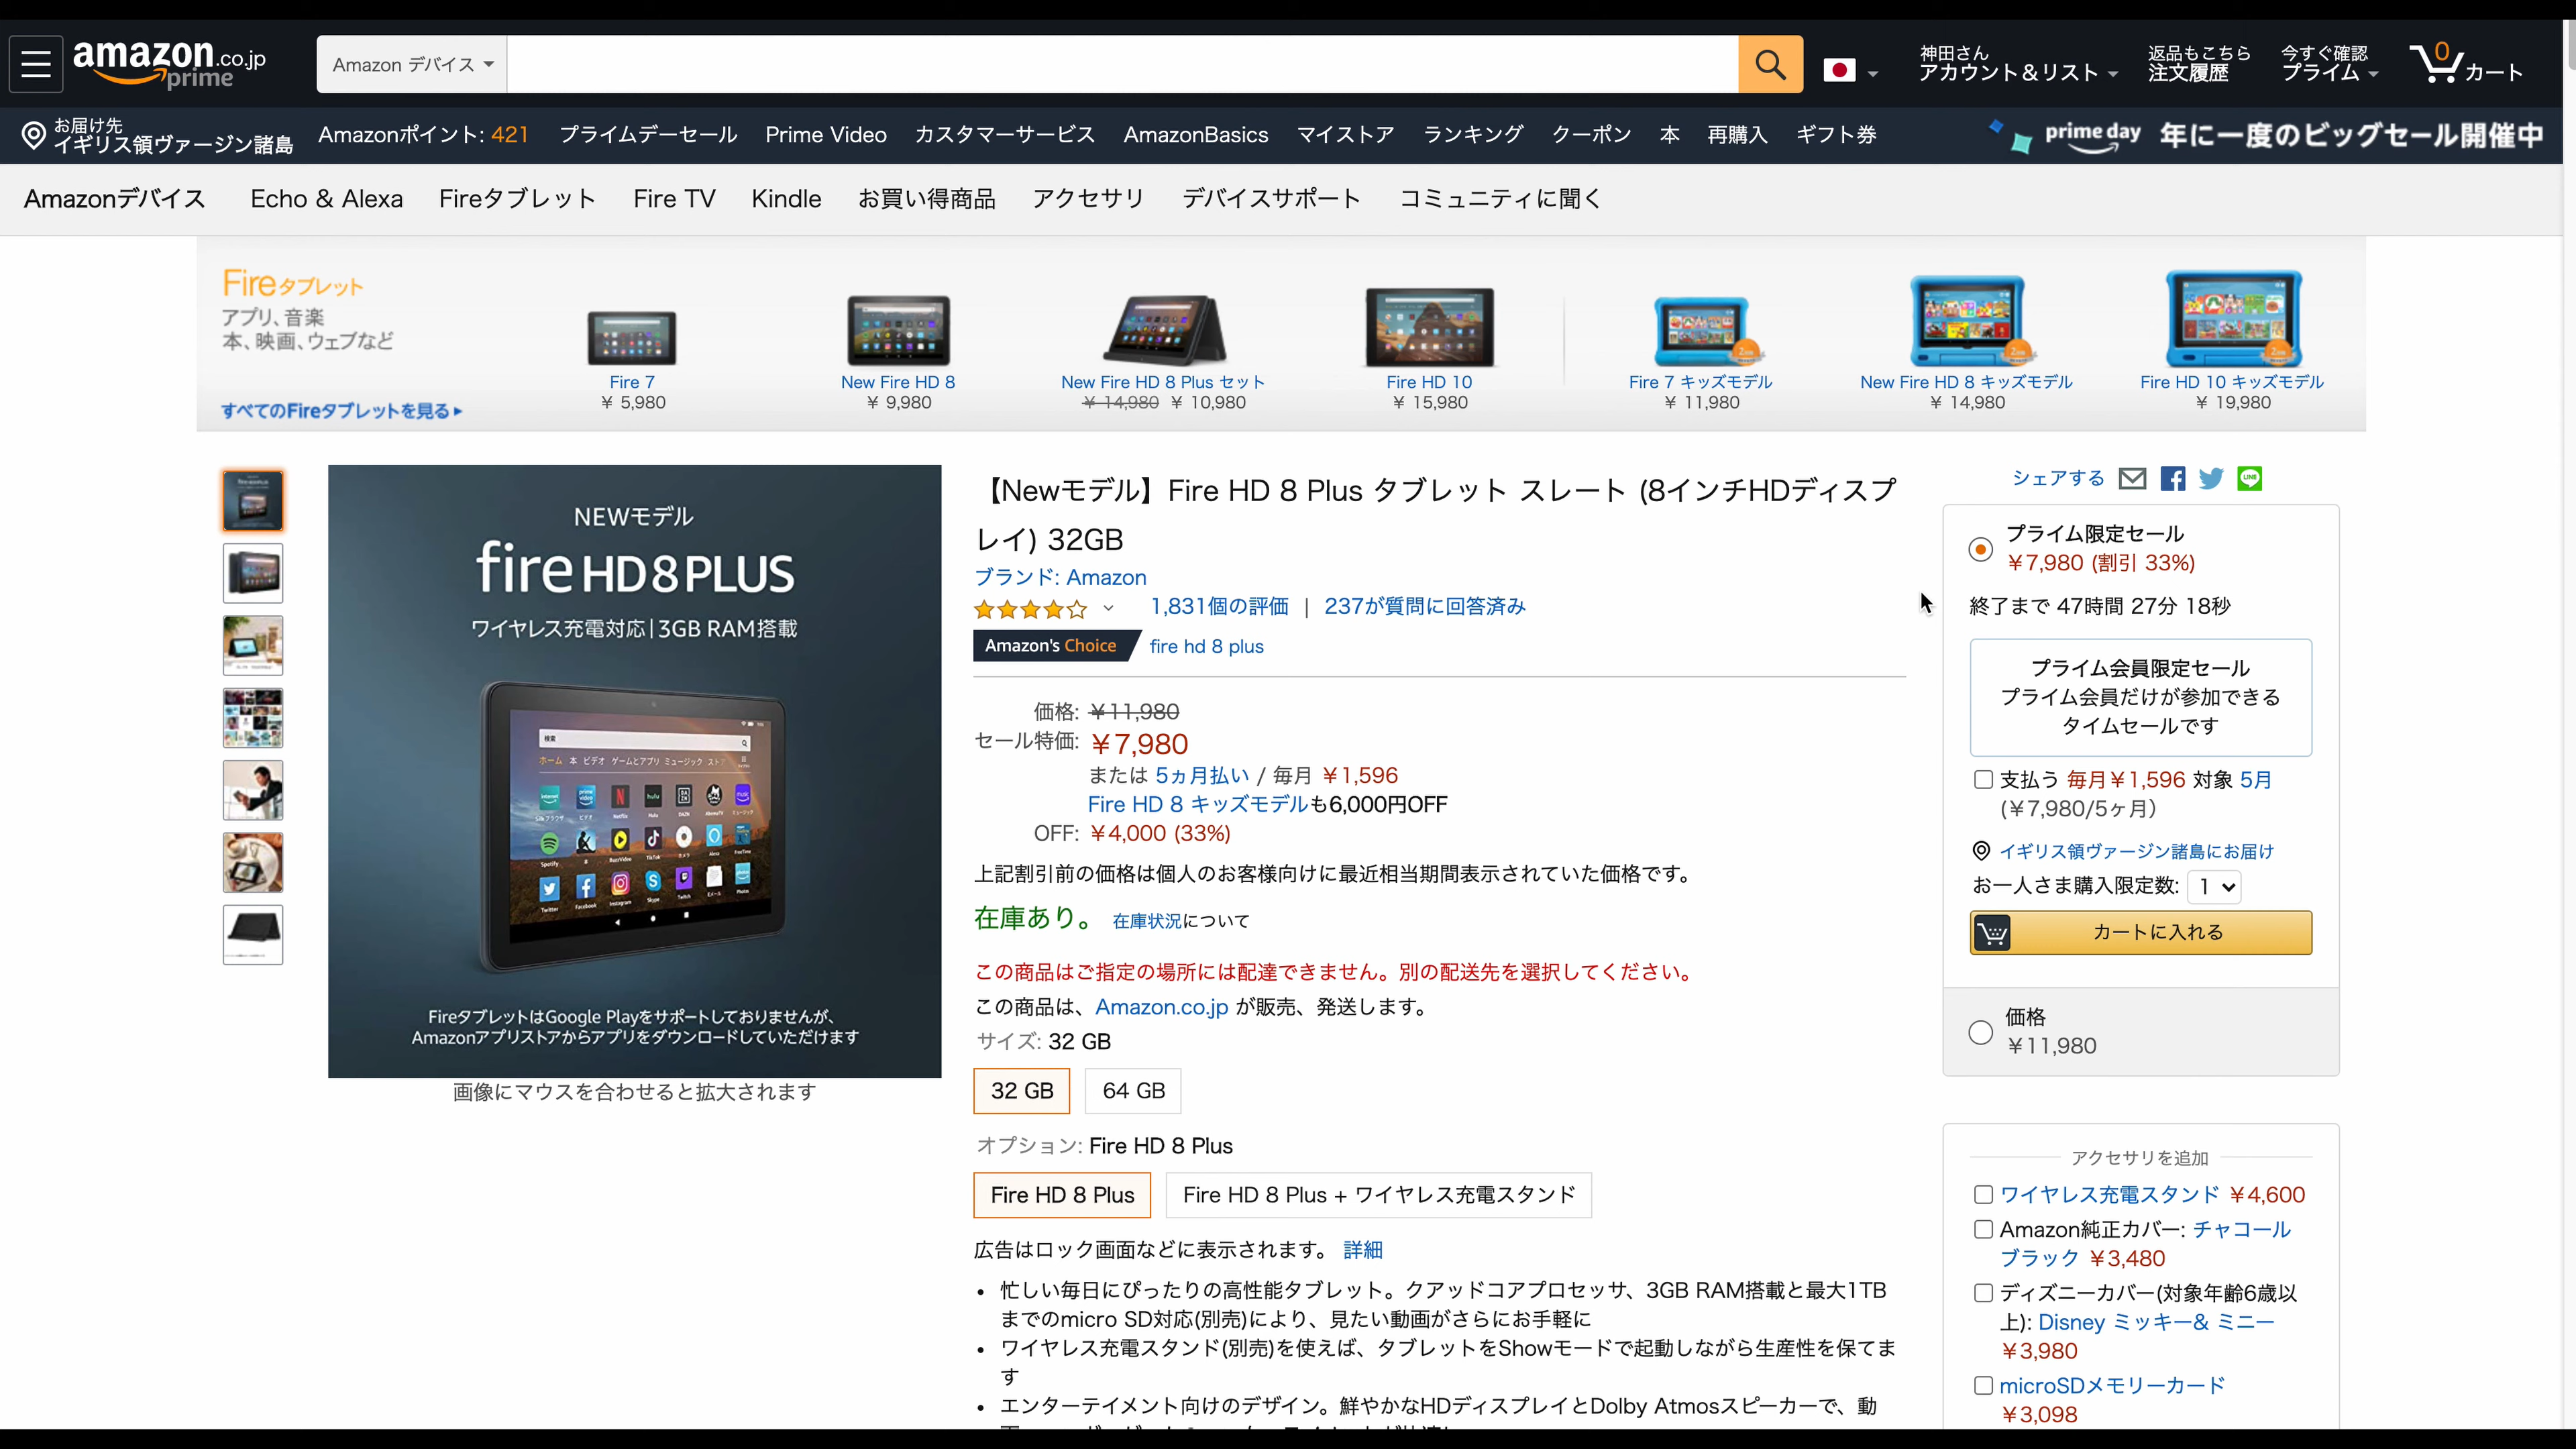 amazon.co.jp
prime
Amazon デバイス
神田さん
アカウント＆リスト
返品もこちら
注文履歴
今すぐ確認
プライム
0
カート
お届け先
イギリス領ヴァージン諸島
Amazonポイント: 421
プライムデーセール
Prime Video
カスタマーサービス
AmazonBasics
マイストア
ランキング
クーポン
本
再購入
ギフト券
prime day 年に一度のビッグセール開催中
Amazonデバイス
Echo & Alexa
Fireタブレット
Fire TV
Kindle
お買い得商品
アクセサリ
デバイスサポート
コミュニティに聞く
Fireタブレット
アプリ、音楽
本、映画、ウェブなど
すべてのFireタブレットを見る
Fire 7
￥ 5,980
New Fire HD 8
￥ 9,980
New Fire HD 8 Plus セット
￥ 14,980 ￥ 10,980
Fire HD 10
￥ 15,980
Fire 7 キッズモデル
￥ 11,980
New Fire HD 8 キッズモデル
￥ 14,980
Fire HD 10 キッズモデル
￥ 19,980
NEWモデル
fire HD 8 PLUS
ワイヤレス充電対応|3GB RAM搭載
検索
ホーム 本 ビデオ ゲームとアプリ ミュージック
FireタブレットはGoogle Playをサポートしておりませんが、
Amazonアプリストアからアプリをダウンロードしていただけます
画像にマウスを合わせると拡大されます
【Newモデル】Fire HD 8 Plus タブレット スレート (8インチHDディスプ
レイ) 32GB
ブランド: Amazon
1,831個の評価 | 237が質問に回答済み
Amazon's Choice fire hd 8 plus
価格: ￥11,980
セール特価: ￥7,980
または 5ヵ月払い / 毎月 ￥1,596
Fire HD 8 キッズモデルも6,000円OFF
OFF: ￥4,000 (33%)
上記割引前の価格は個人のお客様向けに最近相当期間表示されていた価格です。
在庫あり。 在庫状況について
この商品はご指定の場所には配達できません。別の配送先を選択してください。
この商品は、Amazon.co.jp が販売、発送します。
サイズ: 32 GB
32 GB
64 GB
オプション: Fire HD 8 Plus
Fire HD 8 Plus
Fire HD 8 Plus + ワイヤレス充電スタンド
広告はロック画面などに表示されます。 詳細
忙しい毎日にぴったりの高性能タブレット。クアッドコアプロセッサ、3GB RAM搭載と最大1TB
までのmicro SD対応(別売)により、見たい動画がさらにお手軽に
ワイヤレス充電スタンド(別売)を使えば、タブレットをShowモードで起動しながら生産性を保てま
す
エンターテイメント向けのデザイン。鮮やかなHDディスプレイとDolby Atmosスピーカーで、動
シェアする
プライム限定セール
￥7,980 (割引 33%)
終了まで 47時間 27分 18秒
プライム会員限定セール
プライム会員だけが参加できる
タイムセールです
支払う 毎月￥1,596 対象 5月
(￥7,980/5ヶ月)
イギリス領ヴァージン諸島にお届け
お一人さま購入限定数: 1
カートに入れる
価格
￥11,980
アクセサリを追加
ワイヤレス充電スタンド ￥4,600
Amazon純正カバー: チャコール
ブラック ￥3,480
ディズニーカバー(対象年齢6歳以
上): Disney ミッキー& ミニー
￥3,980
microSDメモリーカード
￥3,098